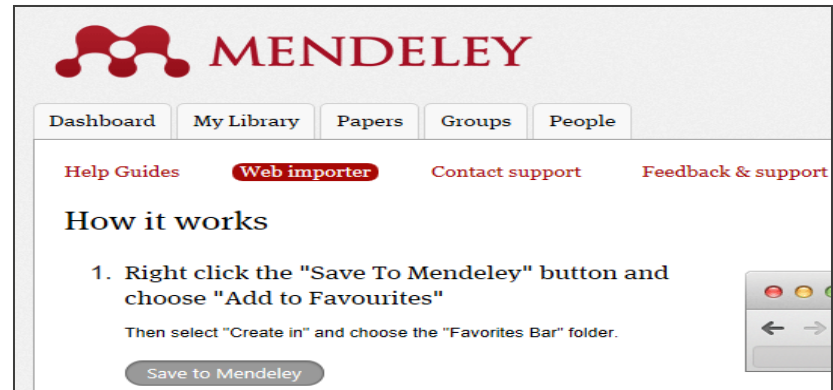 MENDELEY
Dashboard My Library Papers Groups People
Help Guides Web importer Contact support Feedback & support
How it works
1. Right click the "Save To Mendeley" button and
choose "Add to Favourites"
Then select "Create in" and choose the "Favorites Bar" folder.
Save to Mendeley